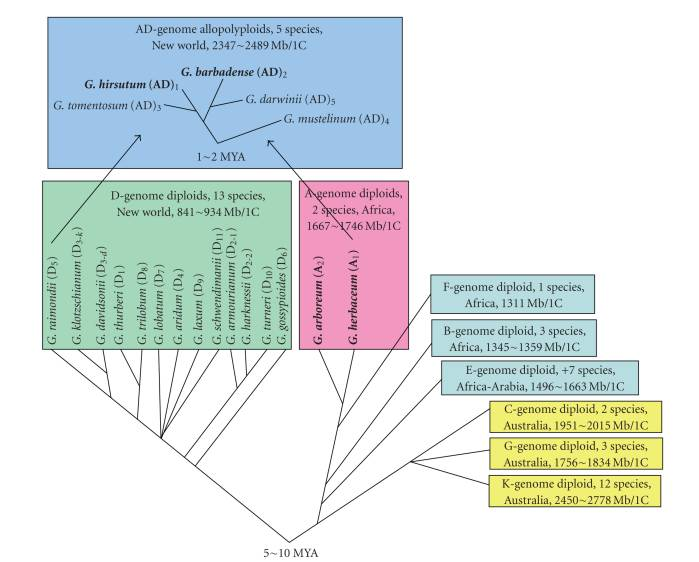 AD-genome allopolyploids, 5 species,
New world, 2347~2489 Mb/1C
G. barbadense (AD)2
G. hirsutum (AD)1
G. tomentosum (AD)3
G. darwinii (AD)5
G. mustelinum (AD)4
1~2 MYA
D-genome diploids, 13 species,
New world, 841~934 Mb/1C
A-genome diploids,
2 species, Africa,
1667~1746 Mb/1C
G. raimondii (D5)
G. klotzschianum (D3-k)
G. davidsonii (D3-d)
G. thurberi (D1)
G. trilobum (D8)
G. lobatum (D7)
G. aridum (D4)
G. laxum (D9)
G. schwendimanii (D11)
G. armourianum (D2-1)
G. harknessii (D2-2)
G. turneri (D10)
G. gossypioides (D6)
G. arboreum (A2)
G. herbaceum (A1)
F-genome diploid, 1 species,
Africa, 1311 Mb/1C
B-genome diploid, 3 species,
Africa, 1345~1359 Mb/1C
E-genome diploid, +7 species,
Africa-Arabia, 1496~1663 Mb/1C
C-genome diploid, 2 species,
Australia, 1951~2015 Mb/1C
G-genome diploid, 3 species,
Australia, 1756~1834 Mb/1C
K-genome diploid, 12 species,
Australia, 2450~2778 Mb/1C
5~10 MYA